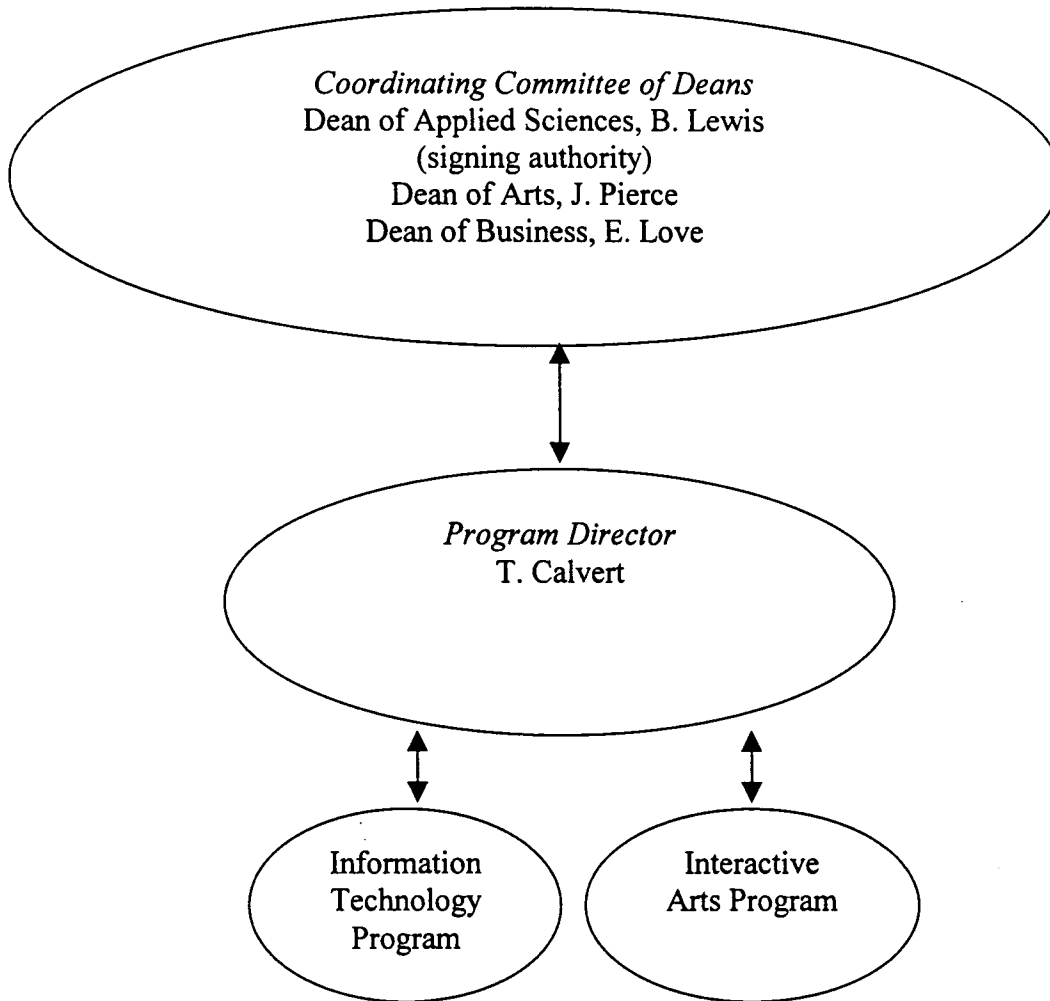 Coordinating Committee of Deans
Dean of Applied Sciences, B. Lewis
(signing authority)
Dean of Arts, J. Pierce
Dean of Business, E. Love
Program Director
T. Calvert
Information
Technology
Program
Interactive
Arts Program